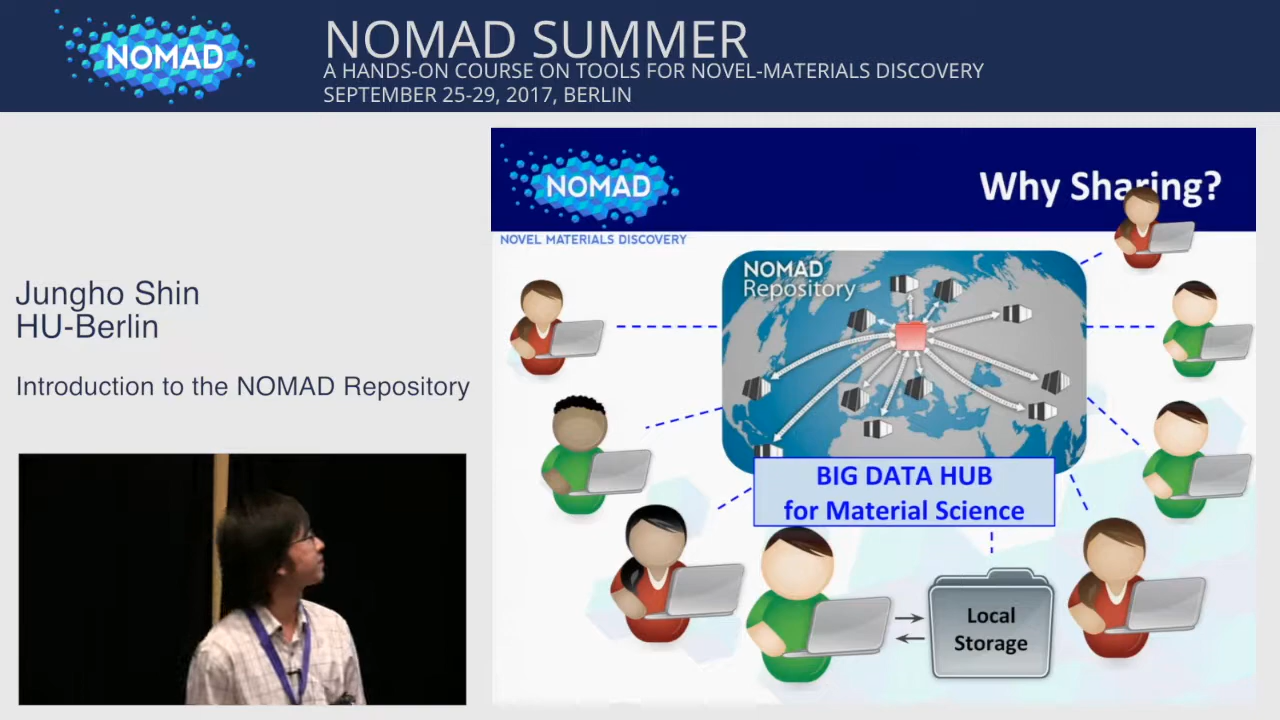 NOMAD
NOMAD SUMMER
A HANDS-ON COURSE ON TOOLS FOR NOVEL-MATERIALS DISCOVERY
SEPTEMBER 25-29, 2017, BERLIN
Jungho Shin
HU-Berlin
Introduction to the NOMAD Repository
NOMAD
NOVEL MATERIALS DISCOVERY
Why Sharing?
NOMAD
Repository
BIG DATA HUB
for Material Science
Local
Storage